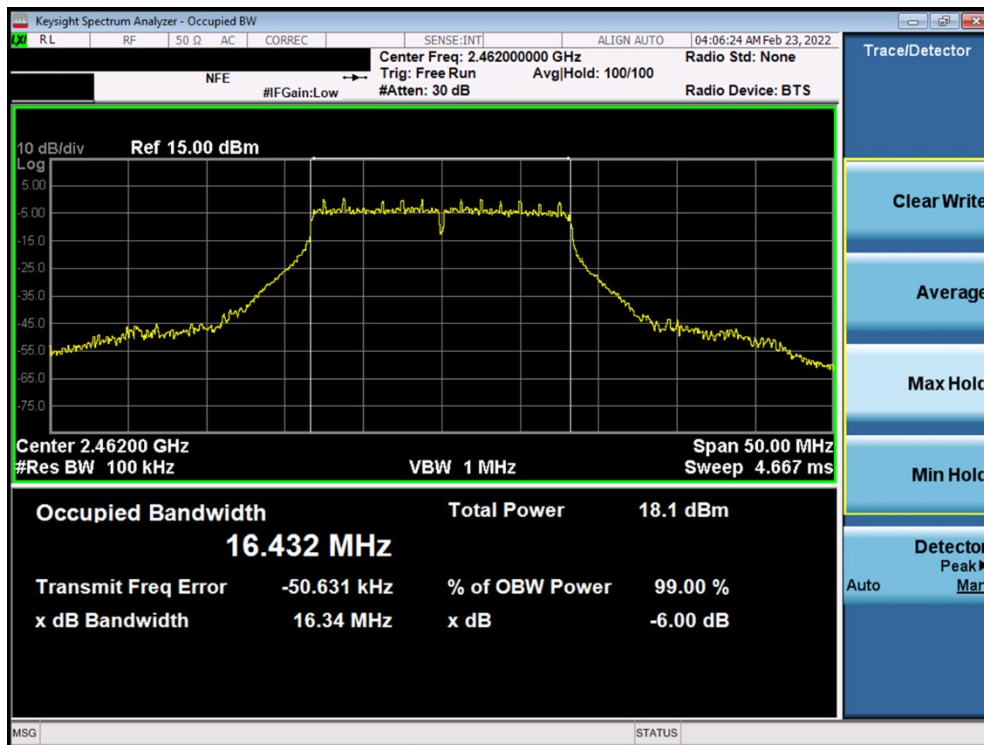 Keysight Spectrum Analyzer - Occupied BW
LXI RL RF 50 Ω AC CORREC SENSE:INT ALIGN AUTO 04:06:24 AM Feb 23, 2022
Center Freq: 2.462000000 GHz Radio Std: None
NFE Trig: Free Run Avg|Hold: 100/100
#IFGain:Low #Atten: 30 dB Radio Device: BTS
Trace/Detector
10 dB/div Ref 15.00 dBm
Log
5.00
-5.00
-15.0
-25.0
-35.0
-45.0
-55.0
-65.0
-75.0
Center 2.46200 GHz Span 50.00 MHz
#Res BW 100 kHz VBW 1 MHz Sweep 4.667 ms
Occupied Bandwidth Total Power 18.1 dBm
16.432 MHz
Transmit Freq Error -50.631 kHz % of OBW Power 99.00 %
x dB Bandwidth 16.34 MHz x dB -6.00 dB
Clear Write
Average
Max Hold
Min Hold
Detector
Peak
Auto Man
MSG STATUS